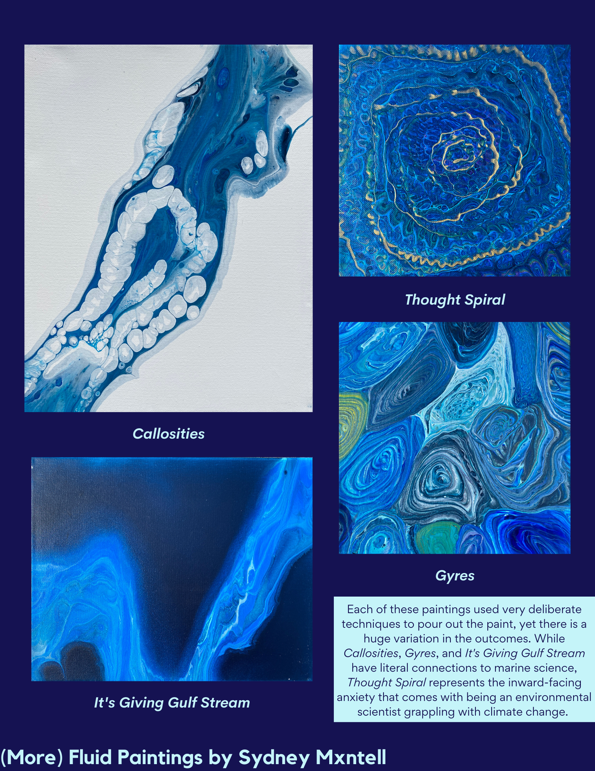 Thought Spiral
Callosities
Gyres
It's Giving Gulf Stream
Each of these paintings used very deliberate
techniques to pour out the paint, yet there is a
huge variation in the outcomes. While
Callosities, Gyres, and It's Giving Gulf Stream
have literal connections to marine science,
Thought Spiral represents the inward-facing
anxiety that comes with being an environmental
scientist grappling with climate change.
(More) Fluid Paintings by Sydney Mxntell